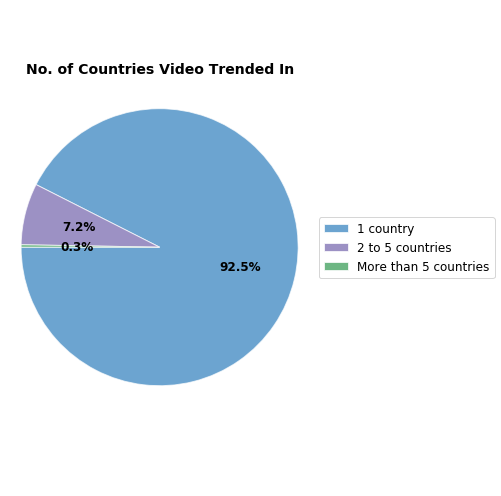 No. of Countries Video Trended In
7.2%
0.3%
92.5%
1 country
2 to 5 countries
More than 5 countries